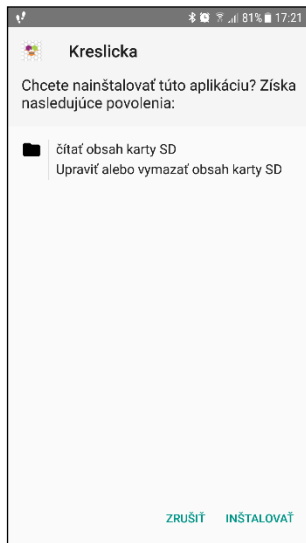 81% 17:21
Kreslicka
Chcete nainštalovať túto aplikáciu? Získa
nasledujúce povolenia:
čítať obsah karty SD
Upraviť alebo vymazať obsah karty SD
ZRUŠIŤ INŠTALOVAŤ